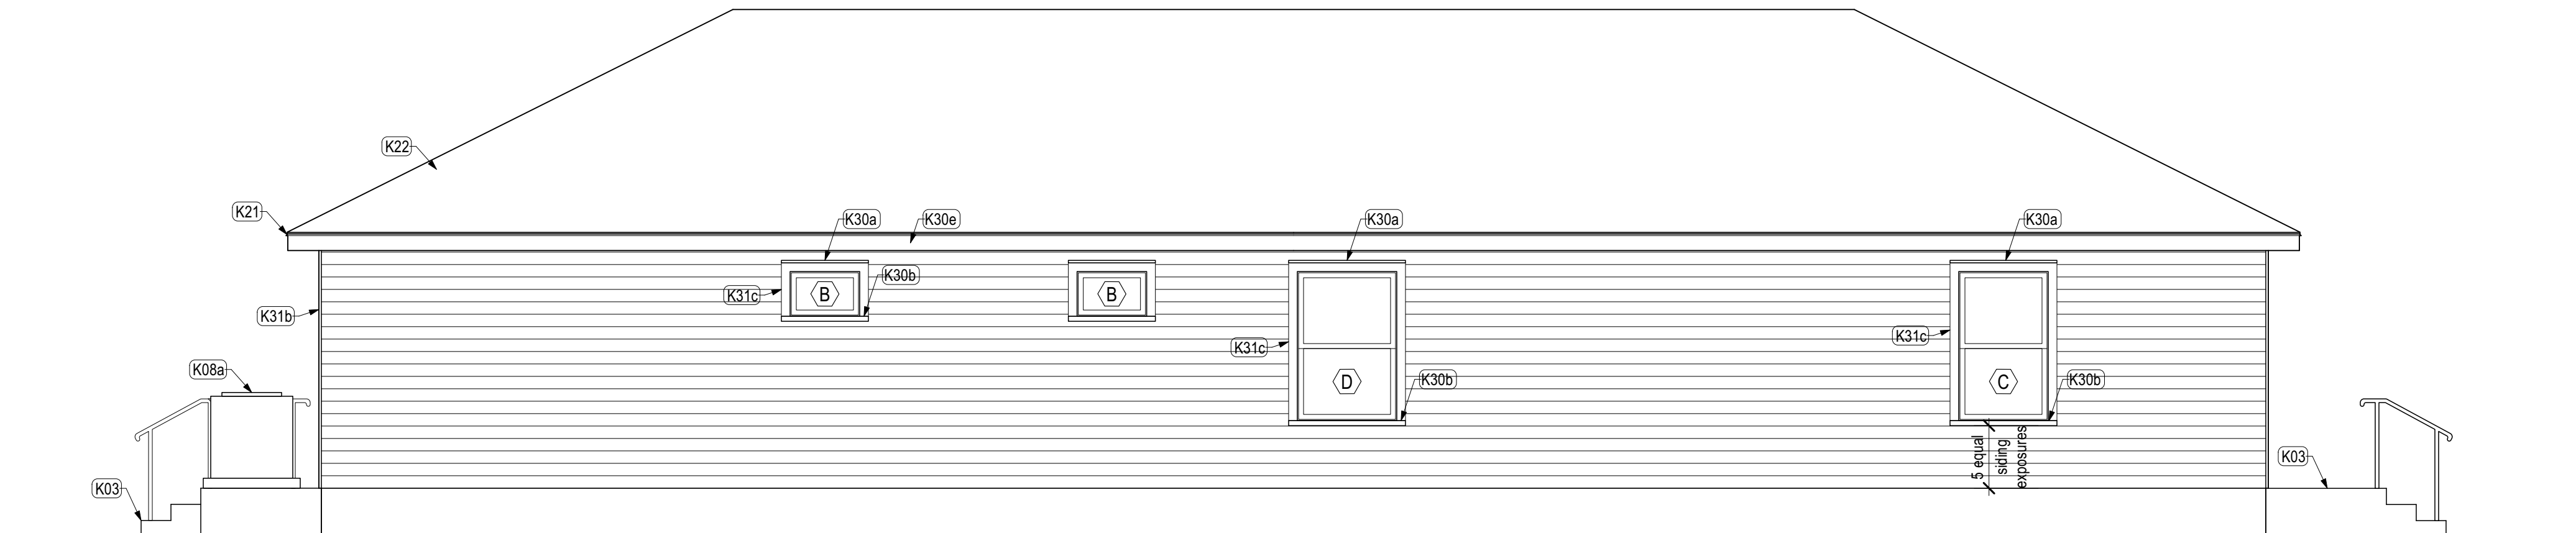 K22
K21
K30a
K30e
K30a
K30a
K30b
K31c
B
B
K31b
K31c
K31c
K08a
D
K30b
C
K30b
5 equal
siding
exposures
K03
K03